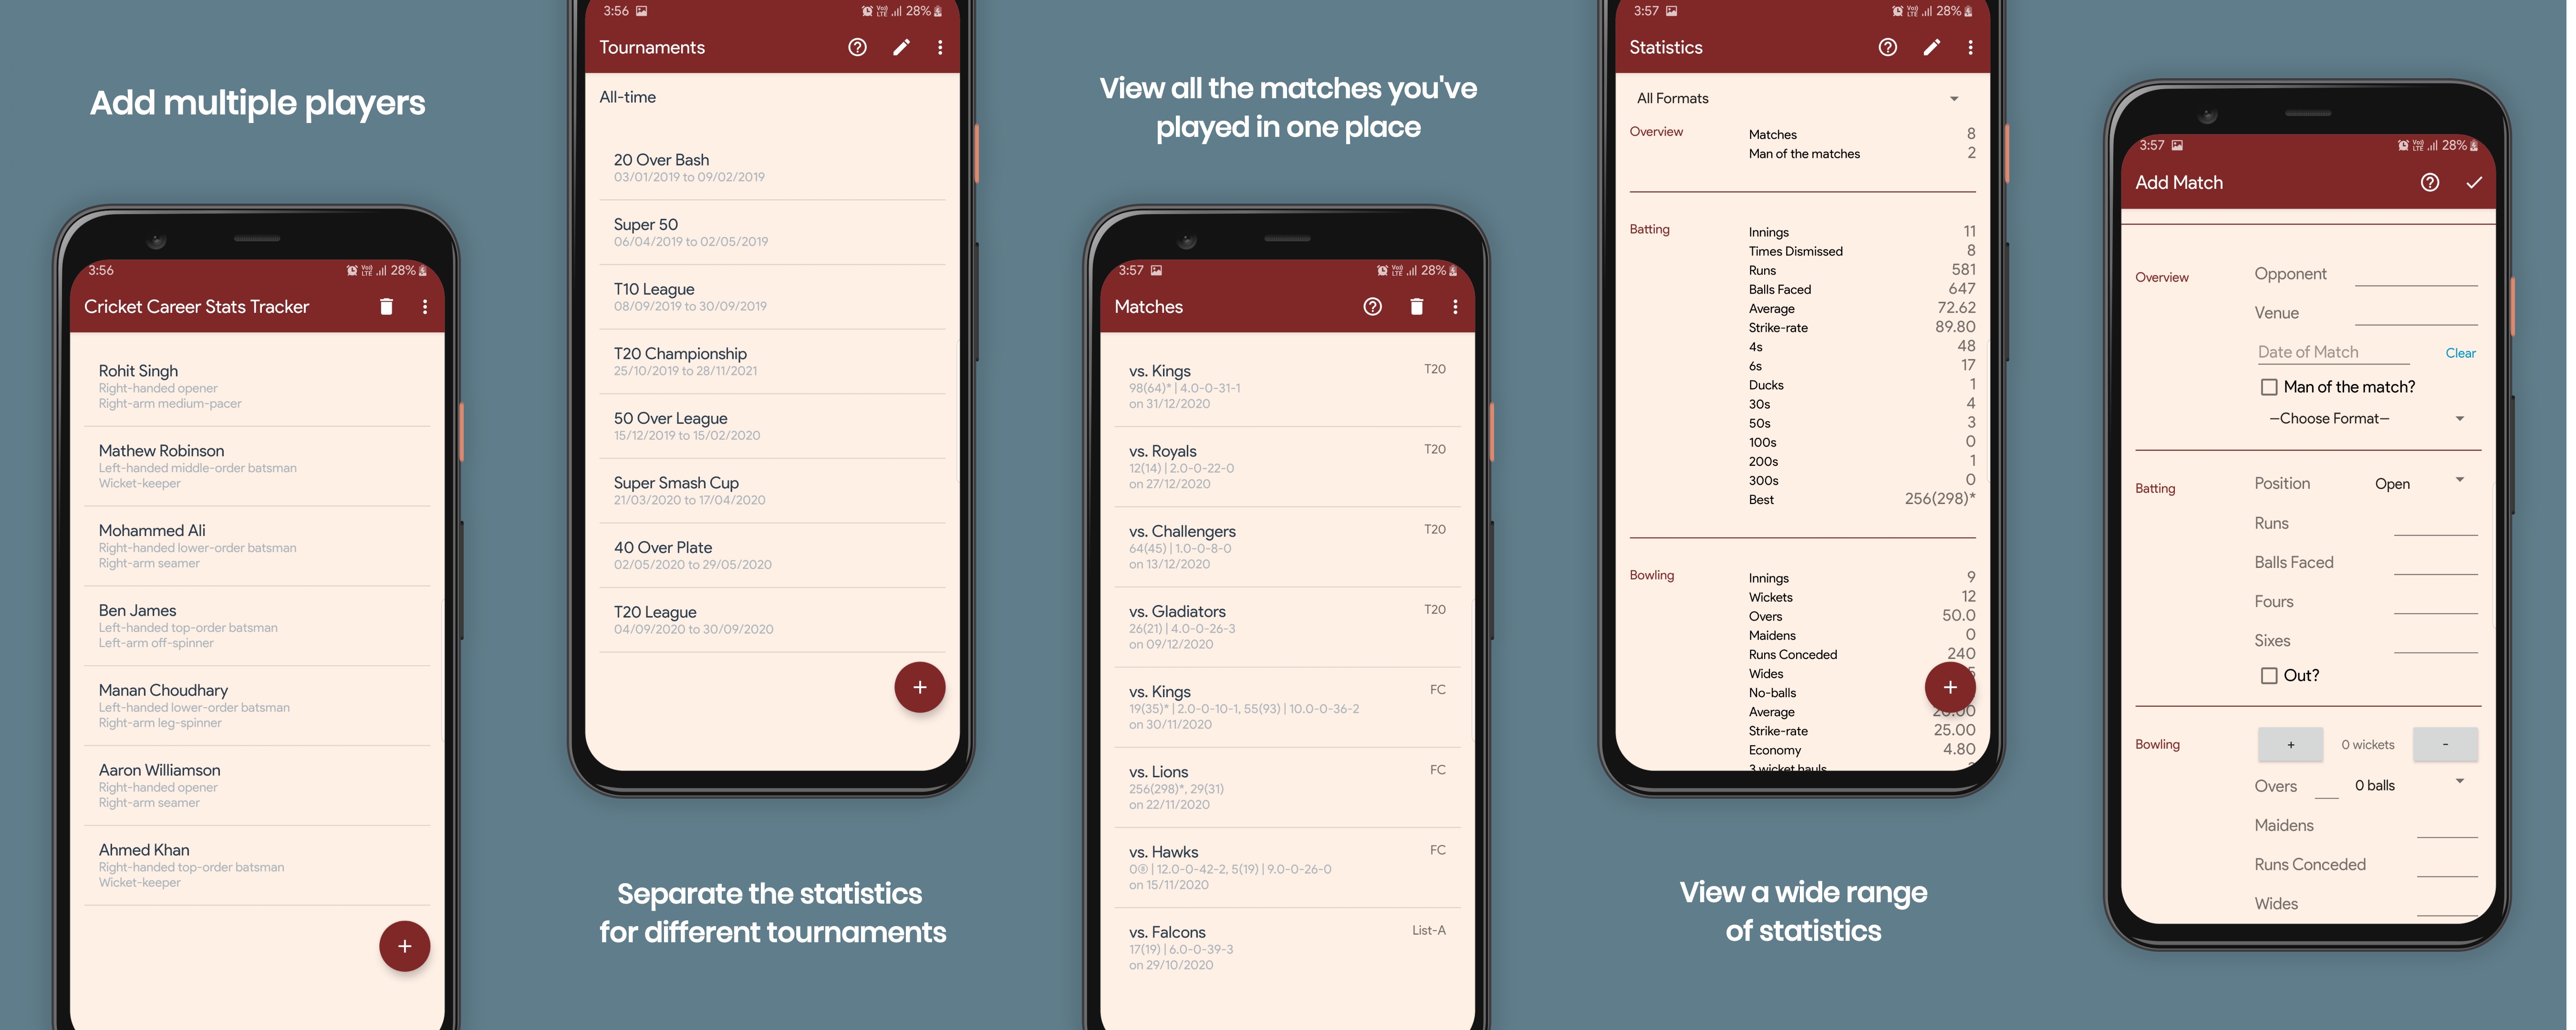 Add multiple players
3:56
VoLTE 28%
Cricket Career Stats Tracker
Rohit Singh
Right-handed opener
Right-arm medium-pacer
Mathew Robinson
Left-handed middle-order batsman
Wicket-keeper
Mohammed Ali
Right-handed lower-order batsman
Right-arm seamer
Ben James
Left-handed top-order batsman
Left-arm off-spinner
Manan Choudhary
Left-handed lower-order batsman
Right-arm leg-spinner
Aaron Williamson
Right-handed opener
Right-arm seamer
Ahmed Khan
Right-handed top-order batsman
Wicket-keeper
+
3:56 28%
Tournaments
All-time
20 Over Bash
03/01/2019 to 09/02/2019
Super 50
06/04/2019 to 02/05/2019
T10 League
08/09/2019 to 30/09/2019
T20 Championship
25/10/2019 to 28/11/2021
50 Over League
15/12/2019 to 15/02/2020
Super Smash Cup
21/03/2020 to 17/04/2020
40 Over Plate
02/05/2020 to 29/05/2020
T20 League
04/09/2020 to 30/09/2020
+
Separate the statistics
for different tournaments
View all the matches you've
played in one place
3:57 28%
Matches
vs. Kings T20
98(64)* | 4.0-0-31-1
on 31/12/2020
vs. Royals T20
12(14) | 2.0-0-22-0
on 27/12/2020
vs. Challengers T20
64(45) | 1.0-0-8-0
on 13/12/2020
vs. Gladiators T20
26(21) | 4.0-0-26-3
on 09/12/2020
vs. Kings FC
19(35)* | 2.0-0-10-1, 55(93) | 10.0-0-36-2
on 30/11/2020
vs. Lions FC
256(298)*, 29(31)
on 22/11/2020
vs. Hawks FC
0⑧ | 12.0-0-42-2, 5(19) | 9.0-0-26-0
on 15/11/2020
vs. Falcons List-A
17(19) | 6.0-0-39-3
on 29/10/2020
3:57 28%
Statistics
All Formats
Overview
Matches 8
Man of the matches 2
Batting
Innings 11
Times Dismissed 8
Runs 581
Balls Faced 647
Average 72.62
Strike-rate 89.80
4s 48
6s 17
Ducks 1
30s 4
50s 3
100s 0
200s 1
300s 0
Best 256(298)*
Bowling
Innings 9
Wickets 12
Overs 50.0
Maidens 0
Runs Conceded 240
Wides
No-balls
Average 20.00
Strike-rate 25.00
Economy 4.80
3 wicket hauls
+
View a wide range
of statistics
3:57 28%
Add Match
Overview
Opponent
Venue
Date of Match Clear
Man of the match?
—Choose Format—
Batting
Position Open
Runs
Balls Faced
Fours
Sixes
Out?
Bowling
+ 0 wickets -
Overs 0 balls
Maidens
Runs Conceded
Wides